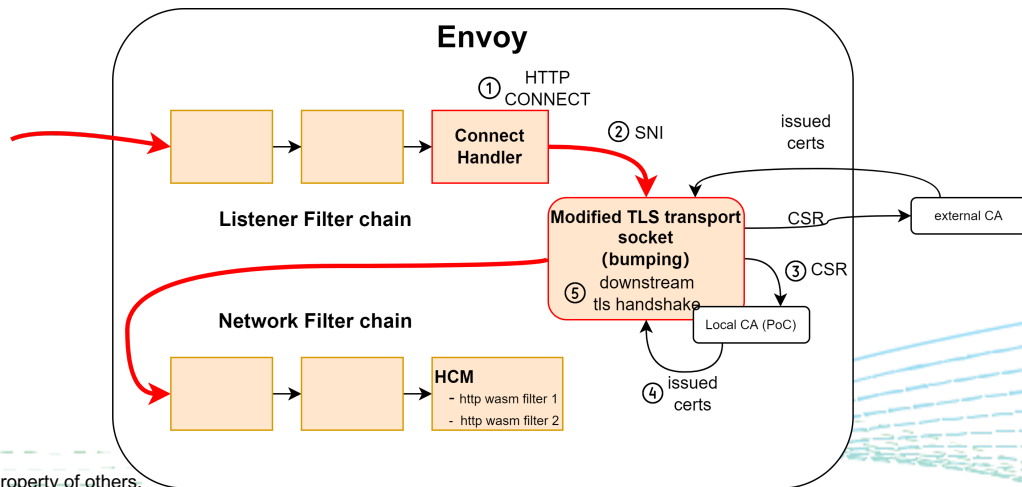 Envoy
① HTTP
CONNECT
Connect
Handler
② SNI
issued
certs
Listener Filter chain
Modified TLS transport
socket
(bumping)
⑤ downstream
tls handshake
CSR
external CA
③ CSR
Local CA (PoC)
Network Filter chain
④ issued
certs
HCM
- http wasm filter 1
- http wasm filter 2
roperty of others.